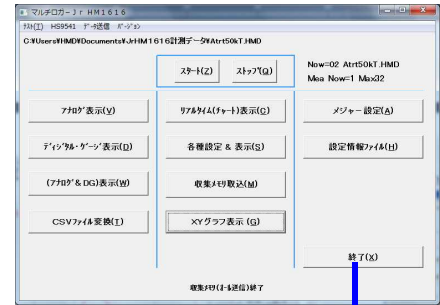 マルチロガーJr HM1616
ﾃｽﾄ(T) HS9541 ﾃﾞｰﾀ送信 ﾊﾞｰｼﾞｮﾝ
C:¥Users¥HMD¥Documents¥JrHM1616計測データ¥Atrt50kT.HMD
ｽﾀｰﾄ(Z) ｽﾄｯﾌﾟ(Q)
Now=02 Atrt50kT.HMD
Mea Now=1 Max32
ｱﾅﾛｸﾞ表示(V) ﾘｱﾙﾀｲﾑ(ﾁｬｰﾄ)表示(C) メジャー設定(A)
ﾃﾞｨｼﾞﾀﾙ・ｹﾞｰｼﾞ表示(D) 各種設定 & 表示(S) 設定情報ﾌｧｲﾙ(H)
(ｱﾅﾛｸﾞ& DG)表示(W) 収集ﾒﾓﾘ取込(M)
CSVﾌｧｲﾙ変換(T) XYグラフ表示 (G)
終了(X)
収集ﾒﾓﾘ(ｵｰﾙ送信)終了